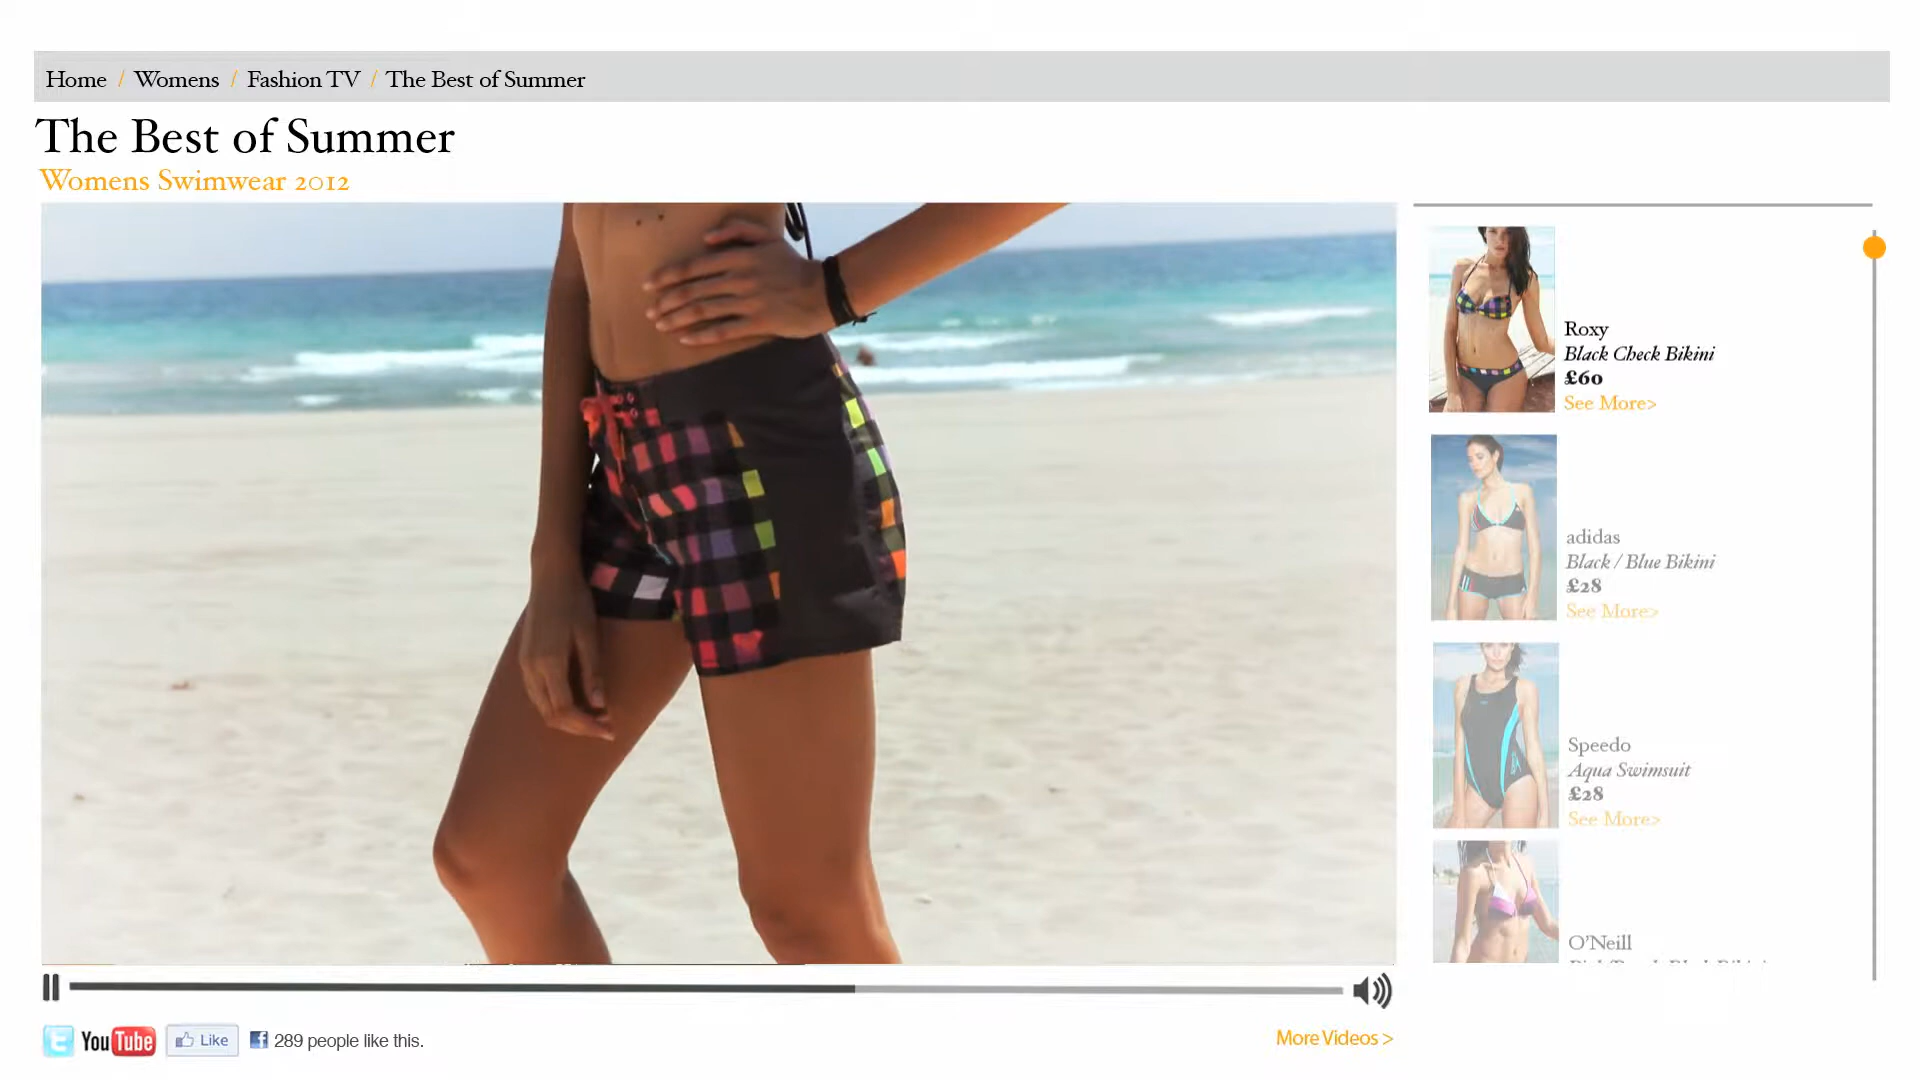 Home / Womens / Fashion TV / The Best of Summer
The Best of Summer
Womens Swimwear 2012
Roxy
Black Check Bikini
£60
See More>
adidas
Black / Blue Bikini
£28
See More>
Speedo
Aqua Swimsuit
£28
See More>
O'Neill
YouTube
Like
289 people like this.
More Videos >